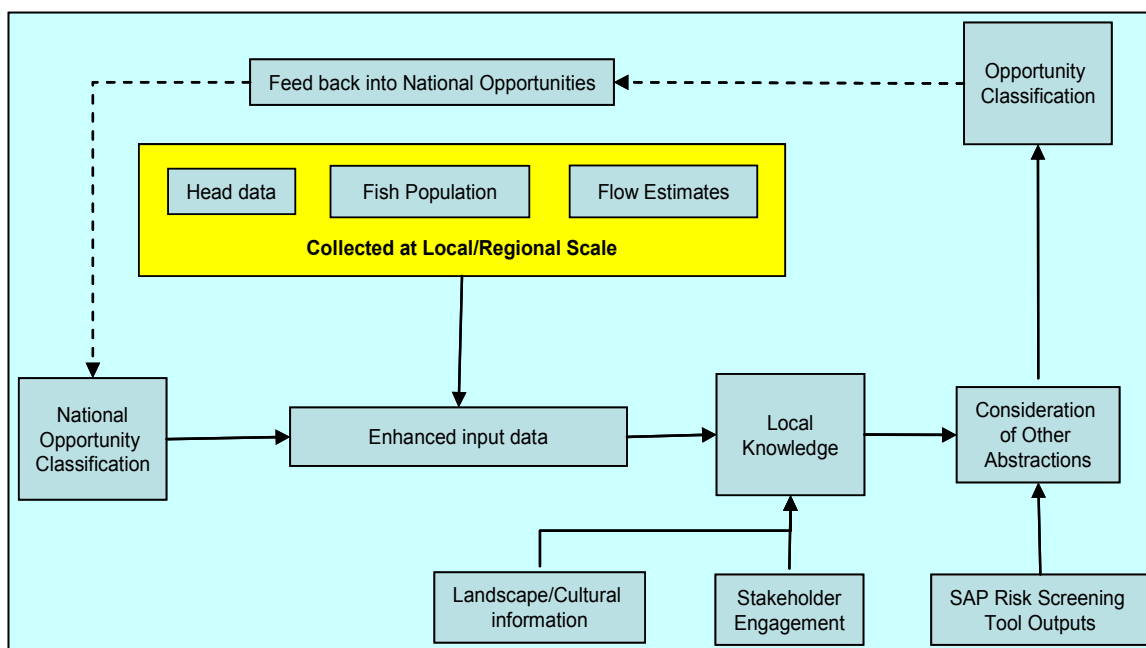 Feed back into National Opportunities
Opportunity
Classification
Head data
Fish Population
Flow Estimates
Collected at Local/Regional Scale
National
Opportunity
Classification
Enhanced input data
Local
Knowledge
Consideration
of Other
Abstractions
Landscape/Cultural
information
Stakeholder
Engagement
SAP Risk Screening
Tool Outputs